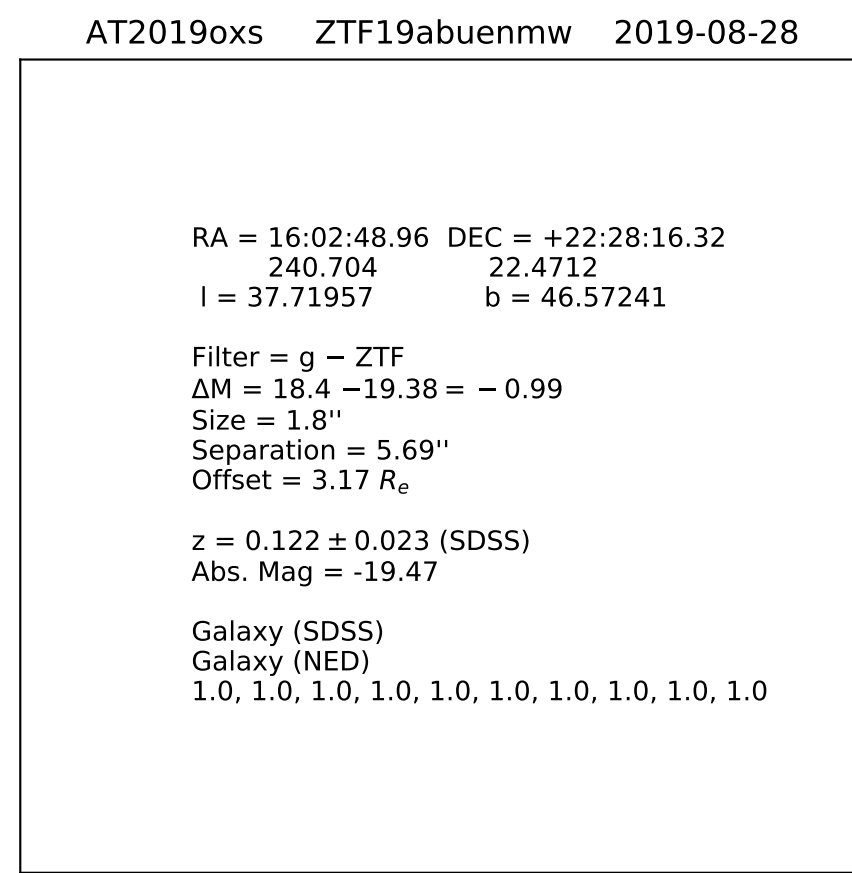 AT2019oxs ZTF19abuenmw 2019-08-28
RA = 16:02:48.96 DEC = +22:28:16.32
240.704 22.4712
l = 37.71957 b = 46.57241
Filter = g − ZTF
ΔM = 18.4 −19.38 = − 0.99
Size = 1.8''
Separation = 5.69''
Offset = 3.17 Rₑ
z = 0.122 ± 0.023 (SDSS)
Abs. Mag = -19.47
Galaxy (SDSS)
Galaxy (NED)
1.0, 1.0, 1.0, 1.0, 1.0, 1.0, 1.0, 1.0, 1.0, 1.0